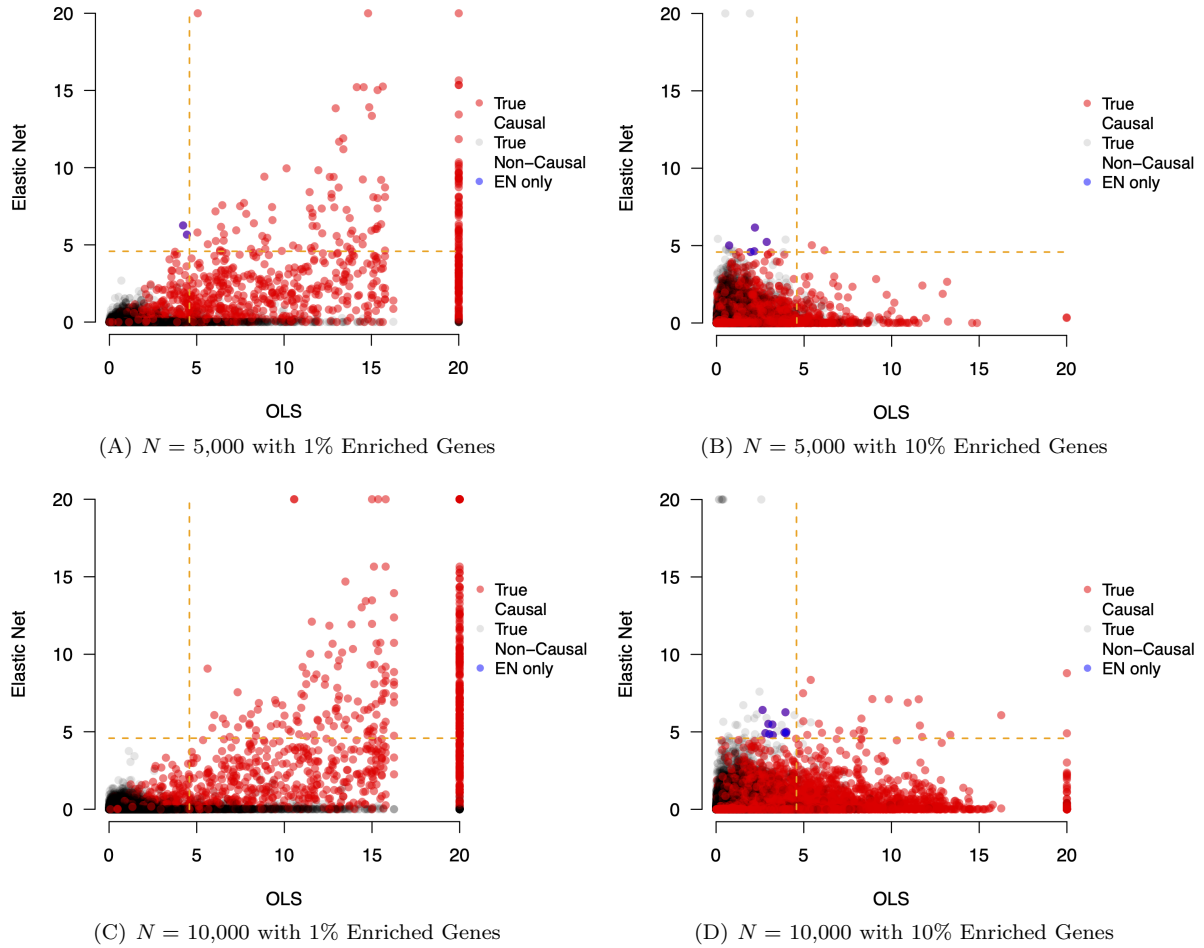 20
15
10
5
0
Elastic Net
0
5
10
15
20
OLS
True
Causal
True
Non−Causal
EN only
(A) N = 5,000 with 1% Enriched Genes
20
15
10
5
0
Elastic Net
0
5
10
15
20
OLS
True
Causal
True
Non−Causal
EN only
(B) N = 5,000 with 10% Enriched Genes
20
15
10
5
0
Elastic Net
0
5
10
15
20
OLS
True
Causal
True
Non−Causal
EN only
(C) N = 10,000 with 1% Enriched Genes
20
15
10
5
0
Elastic Net
0
5
10
15
20
OLS
True
Causal
True
Non−Causal
EN only
(D) N = 10,000 with 10% Enriched Genes